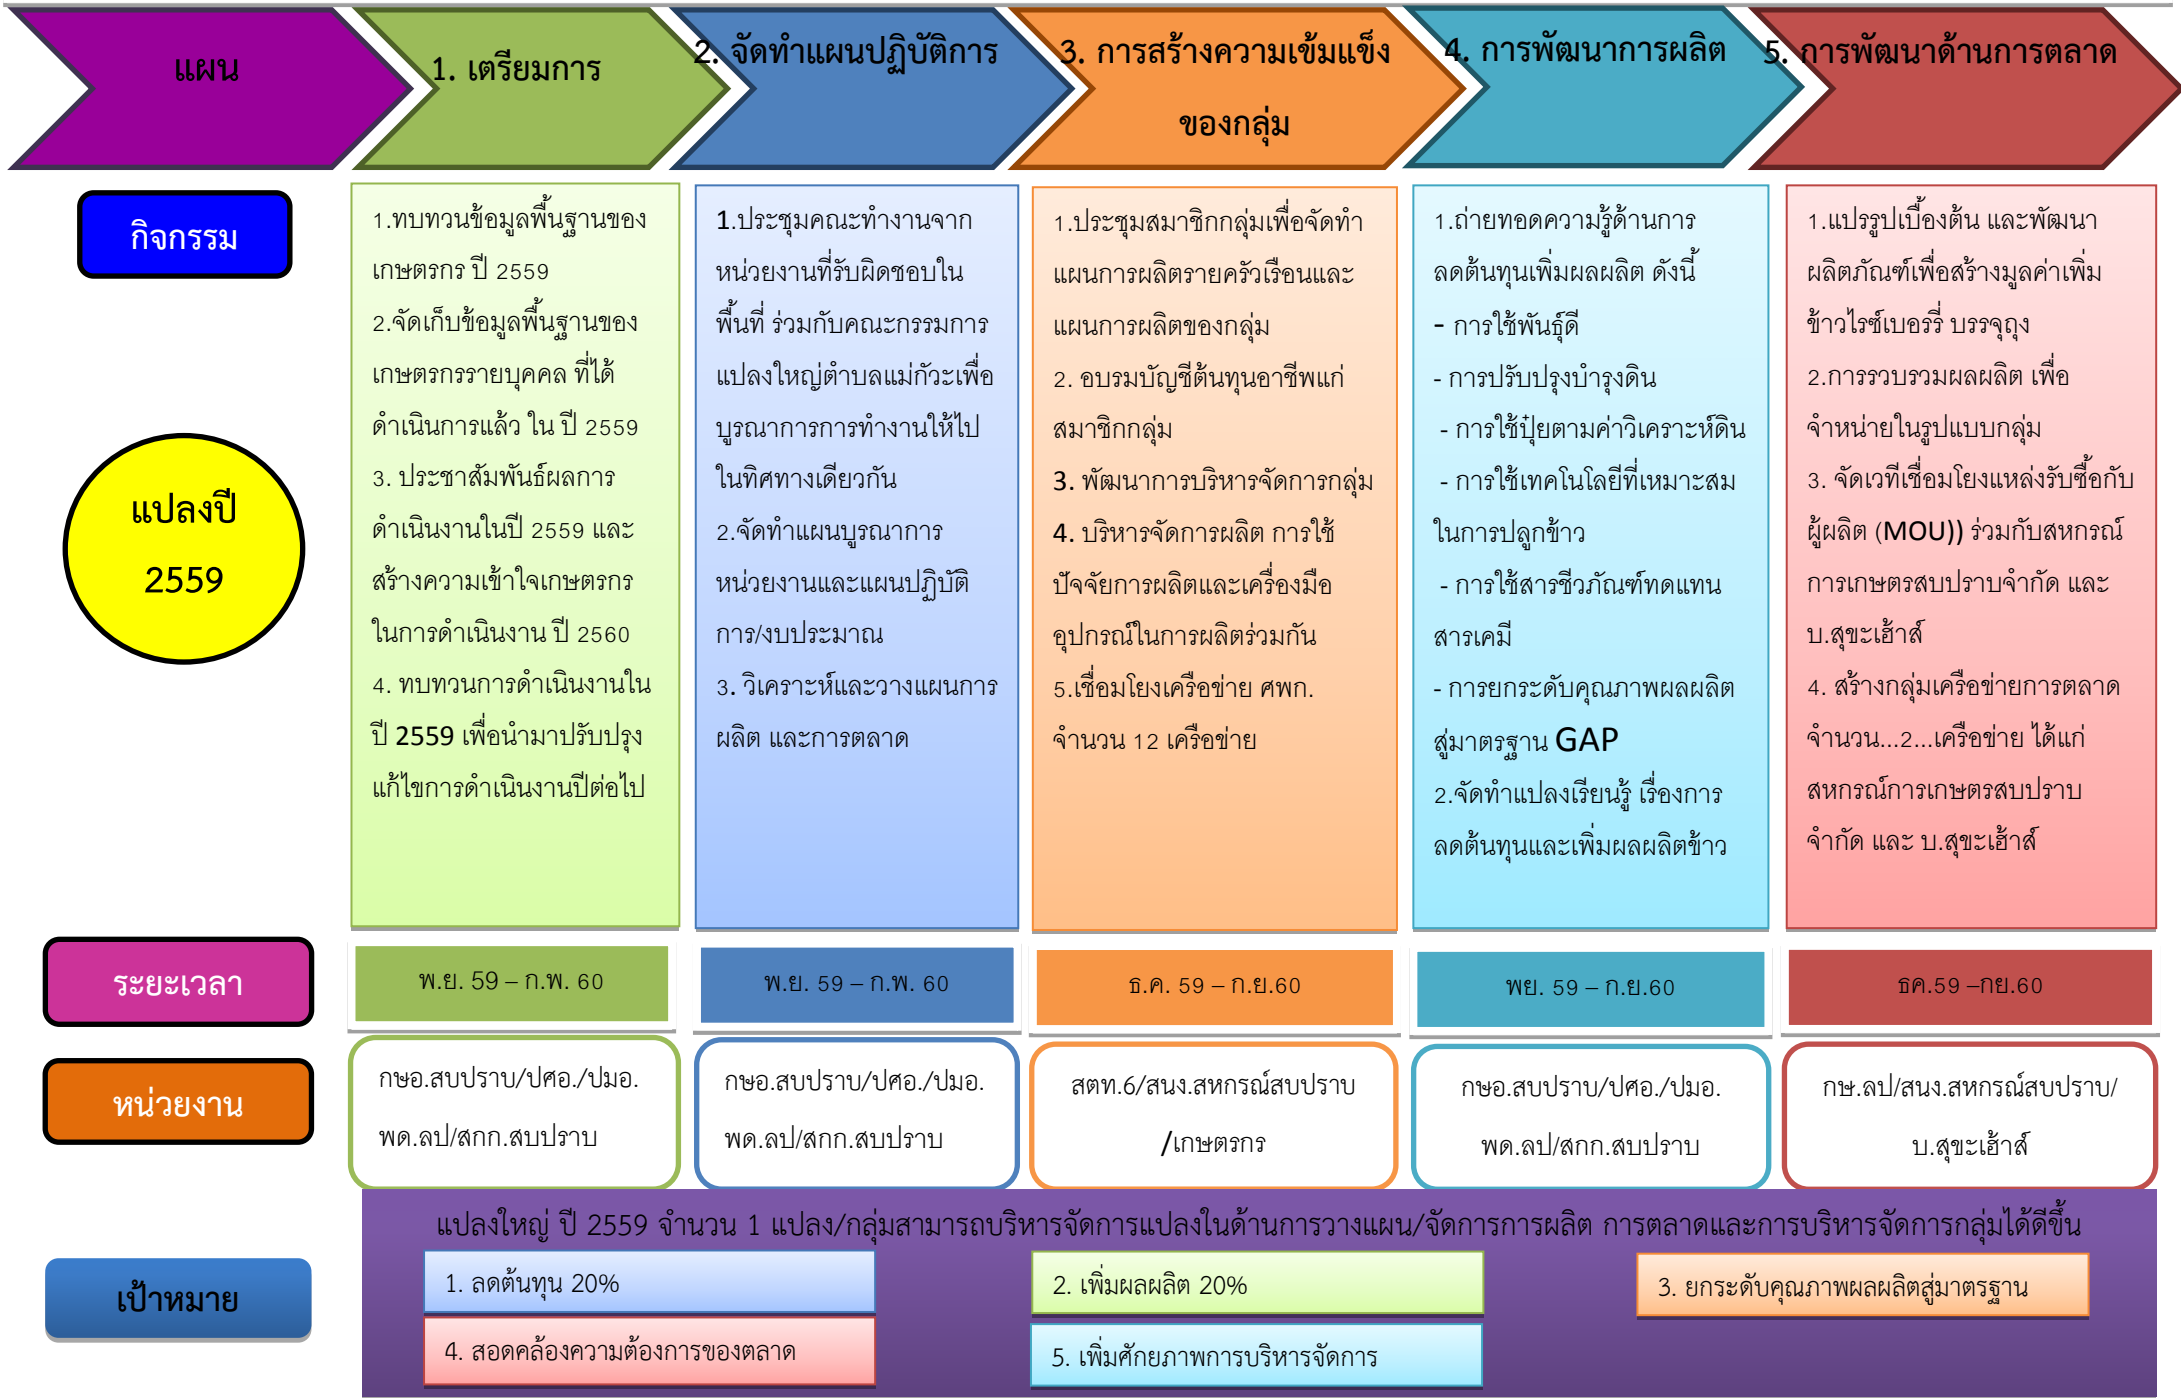 แผน
1. เตรียมการ
2. จัดทำแผนปฏิบัติการ
3. การสร้างความเข้มแข็ง
ของกลุ่ม
4. การพัฒนาการผลิต
5. การพัฒนาด้านการตลาด
กิจกรรม
แปลงปี
2559
1.ทบทวนข้อมูลพื้นฐานของ
เกษตรกร ปี 2559
2.จัดเก็บข้อมูลพื้นฐานของ
เกษตรกรรายบุคคล ที่ได้
ดำเนินการแล้ว ใน ปี 2559
3. ประชาสัมพันธ์ผลการ
ดำเนินงานในปี 2559 และ
สร้างความเข้าใจเกษตรกร
ในการดำเนินงาน ปี 2560
4. ทบทวนการดำเนินงานใน
ปี 2559 เพื่อนำมาปรับปรุง
แก้ไขการดำเนินงานปีต่อไป
1.ประชุมคณะทำงานจาก
หน่วยงานที่รับผิดชอบใน
พื้นที่ ร่วมกับคณะกรรมการ
แปลงใหญ่ตำบลแม่กัวะเพื่อ
บูรณาการการทำงานให้ไป
ในทิศทางเดียวกัน
2.จัดทำแผนบูรณาการ
หน่วยงานและแผนปฏิบัติ
การ/งบประมาณ
3. วิเคราะห์และวางแผนการ
ผลิต และการตลาด
1.ประชุมสมาชิกกลุ่มเพื่อจัดทำ
แผนการผลิตรายครัวเรือนและ
แผนการผลิตของกลุ่ม
2. อบรมบัญชีต้นทุนอาชีพแก่
สมาชิกกลุ่ม
3. พัฒนาการบริหารจัดการกลุ่ม
4. บริหารจัดการผลิต การใช้
ปัจจัยการผลิตและเครื่องมือ
อุปกรณ์ในการผลิตร่วมกัน
5.เชื่อมโยงเครือข่าย ศพก.
จำนวน 12 เครือข่าย
1.ถ่ายทอดความรู้ด้านการ
ลดต้นทุนเพิ่มผลผลิต ดังนี้
- การใช้พันธุ์ดี
- การปรับปรุงบำรุงดิน
- การใช้ปุ๋ยตามค่าวิเคราะห์ดิน
- การใช้เทคโนโลยีที่เหมาะสม
ในการปลูกข้าว
- การใช้สารชีวภัณฑ์ทดแทน
สารเคมี
- การยกระดับคุณภาพผลผลิต
สู่มาตรฐาน GAP
2.จัดทำแปลงเรียนรู้ เรื่องการ
ลดต้นทุนและเพิ่มผลผลิตข้าว
1.แปรรูปเบื้องต้น และพัฒนา
ผลิตภัณฑ์เพื่อสร้างมูลค่าเพิ่ม
ข้าวไรซ์เบอรรี่ บรรจุถุง
2.การรวบรวมผลผลิต เพื่อ
จำหน่ายในรูปแบบกลุ่ม
3. จัดเวทีเชื่อมโยงแหล่งรับซื้อกับ
ผู้ผลิต (MOU)) ร่วมกับสหกรณ์
การเกษตรสบปราบจำกัด และ
บ.สุขะเฮ้าส์
4. สร้างกลุ่มเครือข่ายการตลาด
จำนวน...2...เครือข่าย ได้แก่
สหกรณ์การเกษตรสบปราบ
จำกัด และ บ.สุขะเฮ้าส์
ระยะเวลา
พ.ย. 59 – ก.พ. 60
พ.ย. 59 – ก.พ. 60
ธ.ค. 59 – ก.ย.60
พย. 59 – ก.ย.60
ธค.59 –กย.60
หน่วยงาน
กษอ.สบปราบ/ปศอ./ปมอ.
พด.ลป/สกก.สบปราบ
กษอ.สบปราบ/ปศอ./ปมอ.
พด.ลป/สกก.สบปราบ
สตท.6/สนง.สหกรณ์สบปราบ
/เกษตรกร
กษอ.สบปราบ/ปศอ./ปมอ.
พด.ลป/สกก.สบปราบ
กษ.ลป/สนง.สหกรณ์สบปราบ/
บ.สุขะเฮ้าส์
เป้าหมาย
แปลงใหญ่ ปี 2559 จำนวน 1 แปลง/กลุ่มสามารถบริหารจัดการแปลงในด้านการวางแผน/จัดการการผลิต การตลาดและการบริหารจัดการกลุ่มได้ดีขึ้น
1. ลดต้นทุน 20%
2. เพิ่มผลผลิต 20%
3. ยกระดับคุณภาพผลผลิตสู่มาตรฐาน
4. สอดคล้องความต้องการของตลาด
5. เพิ่มศักยภาพการบริหารจัดการ